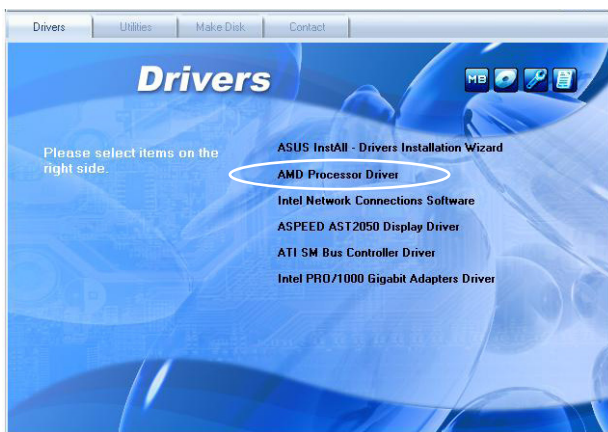 Drivers
Utilities
Make Disk
Contact
Drivers
MB
Please select items on the
right side.
ASUS InstAll - Drivers Installation Wizard
AMD Processor Driver
Intel Network Connections Software
ASPEED AST2050 Display Driver
ATI SM Bus Controller Driver
Intel PRO/1000 Gigabit Adapters Driver